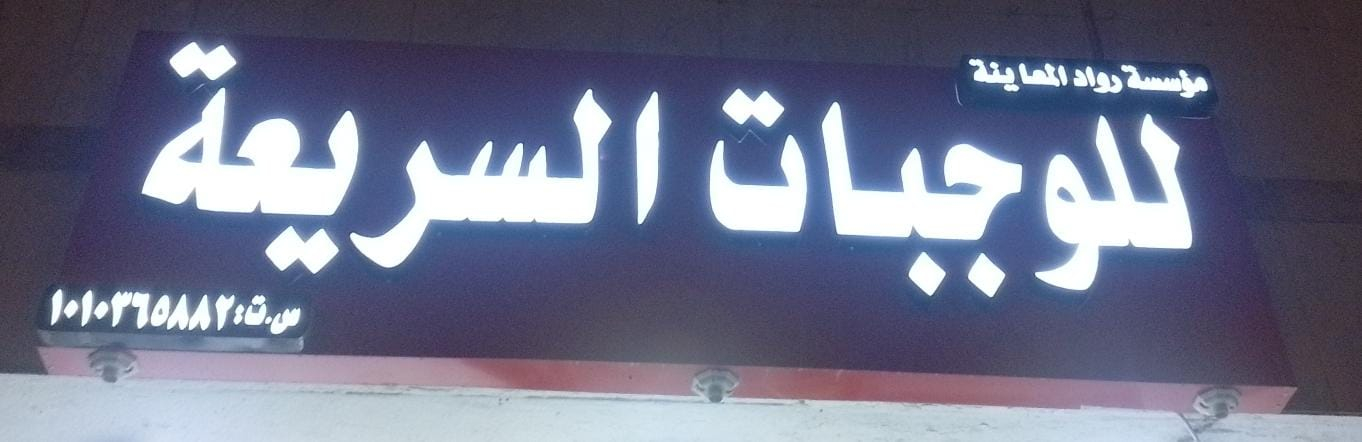 مؤسسة رواد المعاينة
للوجبات السريعة
س.ت: ١٠١٠٣٦٥٨٨٢